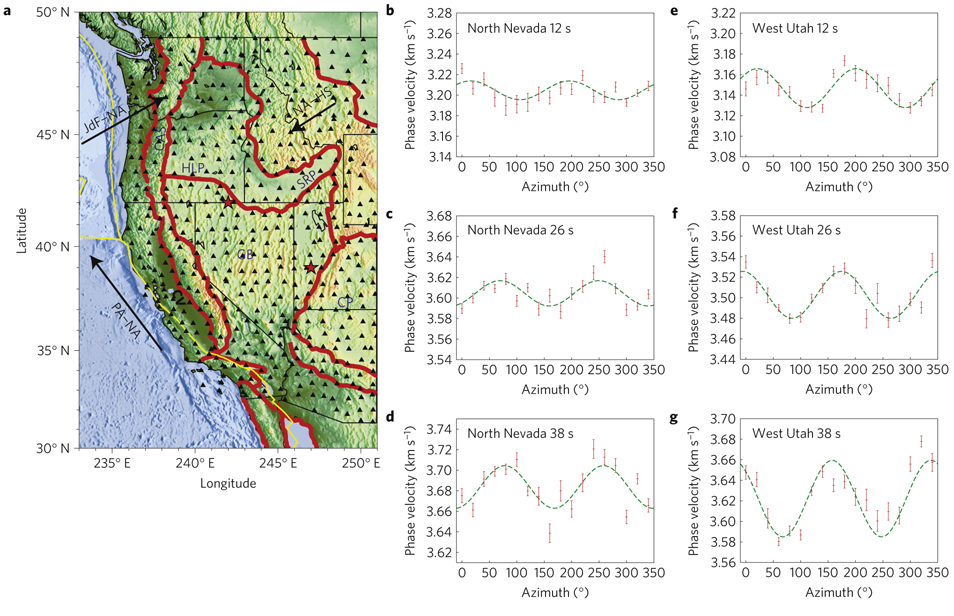 a
50° N
45° N
40° N
35° N
30° N
Latitude
235° E
240° E
245° E
250° E
Longitude
JdF–NA
CAS
NA–HS
HLP
SRP
GB
CP
PA–NA
b
North Nevada 12 s
Phase velocity (km s⁻¹)
3.28
3.26
3.24
3.22
3.20
3.18
3.16
3.14
0 50 100 150 200 250 300 350
Azimuth (°)
e
West Utah 12 s
Phase velocity (km s⁻¹)
3.22
3.20
3.18
3.16
3.14
3.12
3.10
3.08
0 50 100 150 200 250 300 350
Azimuth (°)
c
North Nevada 26 s
Phase velocity (km s⁻¹)
3.68
3.66
3.64
3.62
3.60
3.58
3.56
3.54
0 50 100 150 200 250 300 350
Azimuth (°)
f
West Utah 26 s
Phase velocity (km s⁻¹)
3.58
3.56
3.54
3.52
3.50
3.48
3.46
3.44
0 50 100 150 200 250 300 350
Azimuth (°)
d
North Nevada 38 s
Phase velocity (km s⁻¹)
3.74
3.72
3.70
3.68
3.66
3.64
3.62
0 50 100 150 200 250 300 350
Azimuth (°)
g
West Utah 38 s
Phase velocity (km s⁻¹)
3.70
3.68
3.66
3.64
3.62
3.60
3.58
3.56
0 50 100 150 200 250 300 350
Azimuth (°)